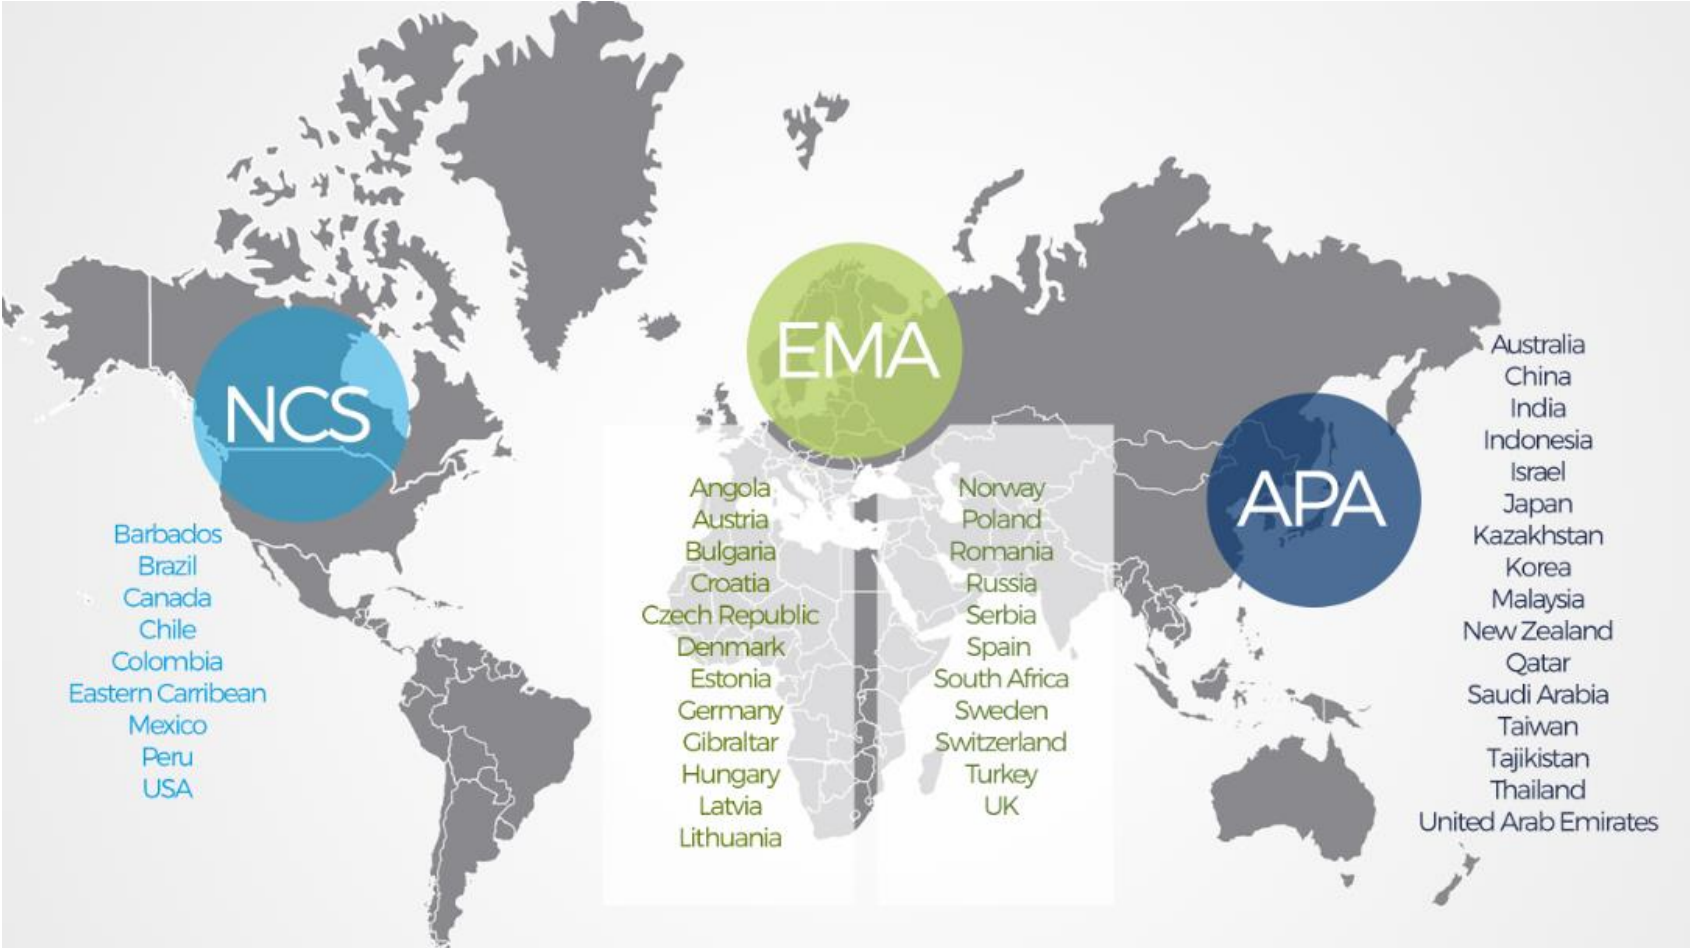 NCS
Barbados
Brazil
Canada
Chile
Colombia
Eastern Carribean
Mexico
Peru
USA
EMA
Angola
Austria
Bulgaria
Croatia
Czech Republic
Denmark
Estonia
Germany
Gibraltar
Hungary
Latvia
Lithuania
Norway
Poland
Romania
Russia
Serbia
Spain
South Africa
Sweden
Switzerland
Turkey
UK
APA
Australia
China
India
Indonesia
Israel
Japan
Kazakhstan
Korea
Malaysia
New Zealand
Qatar
Saudi Arabia
Taiwan
Tajikistan
Thailand
United Arab Emirates